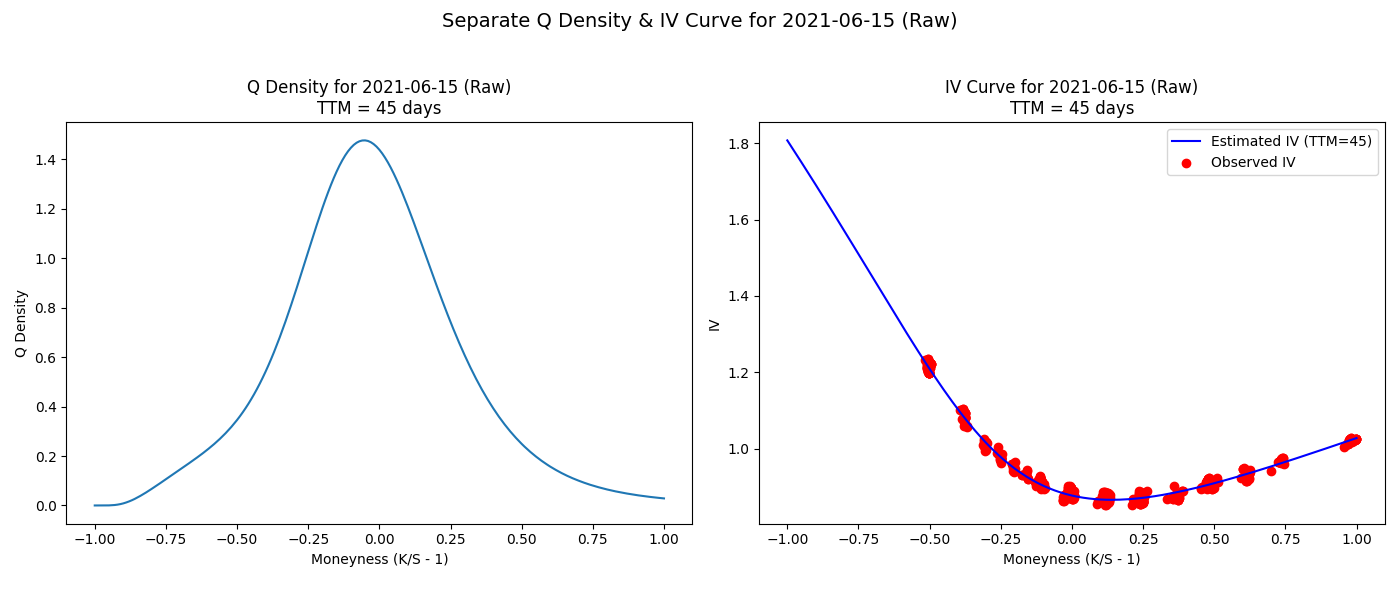 Separate Q Density & IV Curve for 2021-06-15 (Raw)
Q Density for 2021-06-15 (Raw)
TTM = 45 days
Q Density
1.4
1.2
1.0
0.8
0.6
0.4
0.2
0.0
−1.00 −0.75 −0.50 −0.25 0.00 0.25 0.50 0.75 1.00
Moneyness (K/S - 1)
IV Curve for 2021-06-15 (Raw)
TTM = 45 days
Estimated IV (TTM=45)
Observed IV
IV
1.8
1.6
1.4
1.2
1.0
−1.00 −0.75 −0.50 −0.25 0.00 0.25 0.50 0.75 1.00
Moneyness (K/S - 1)